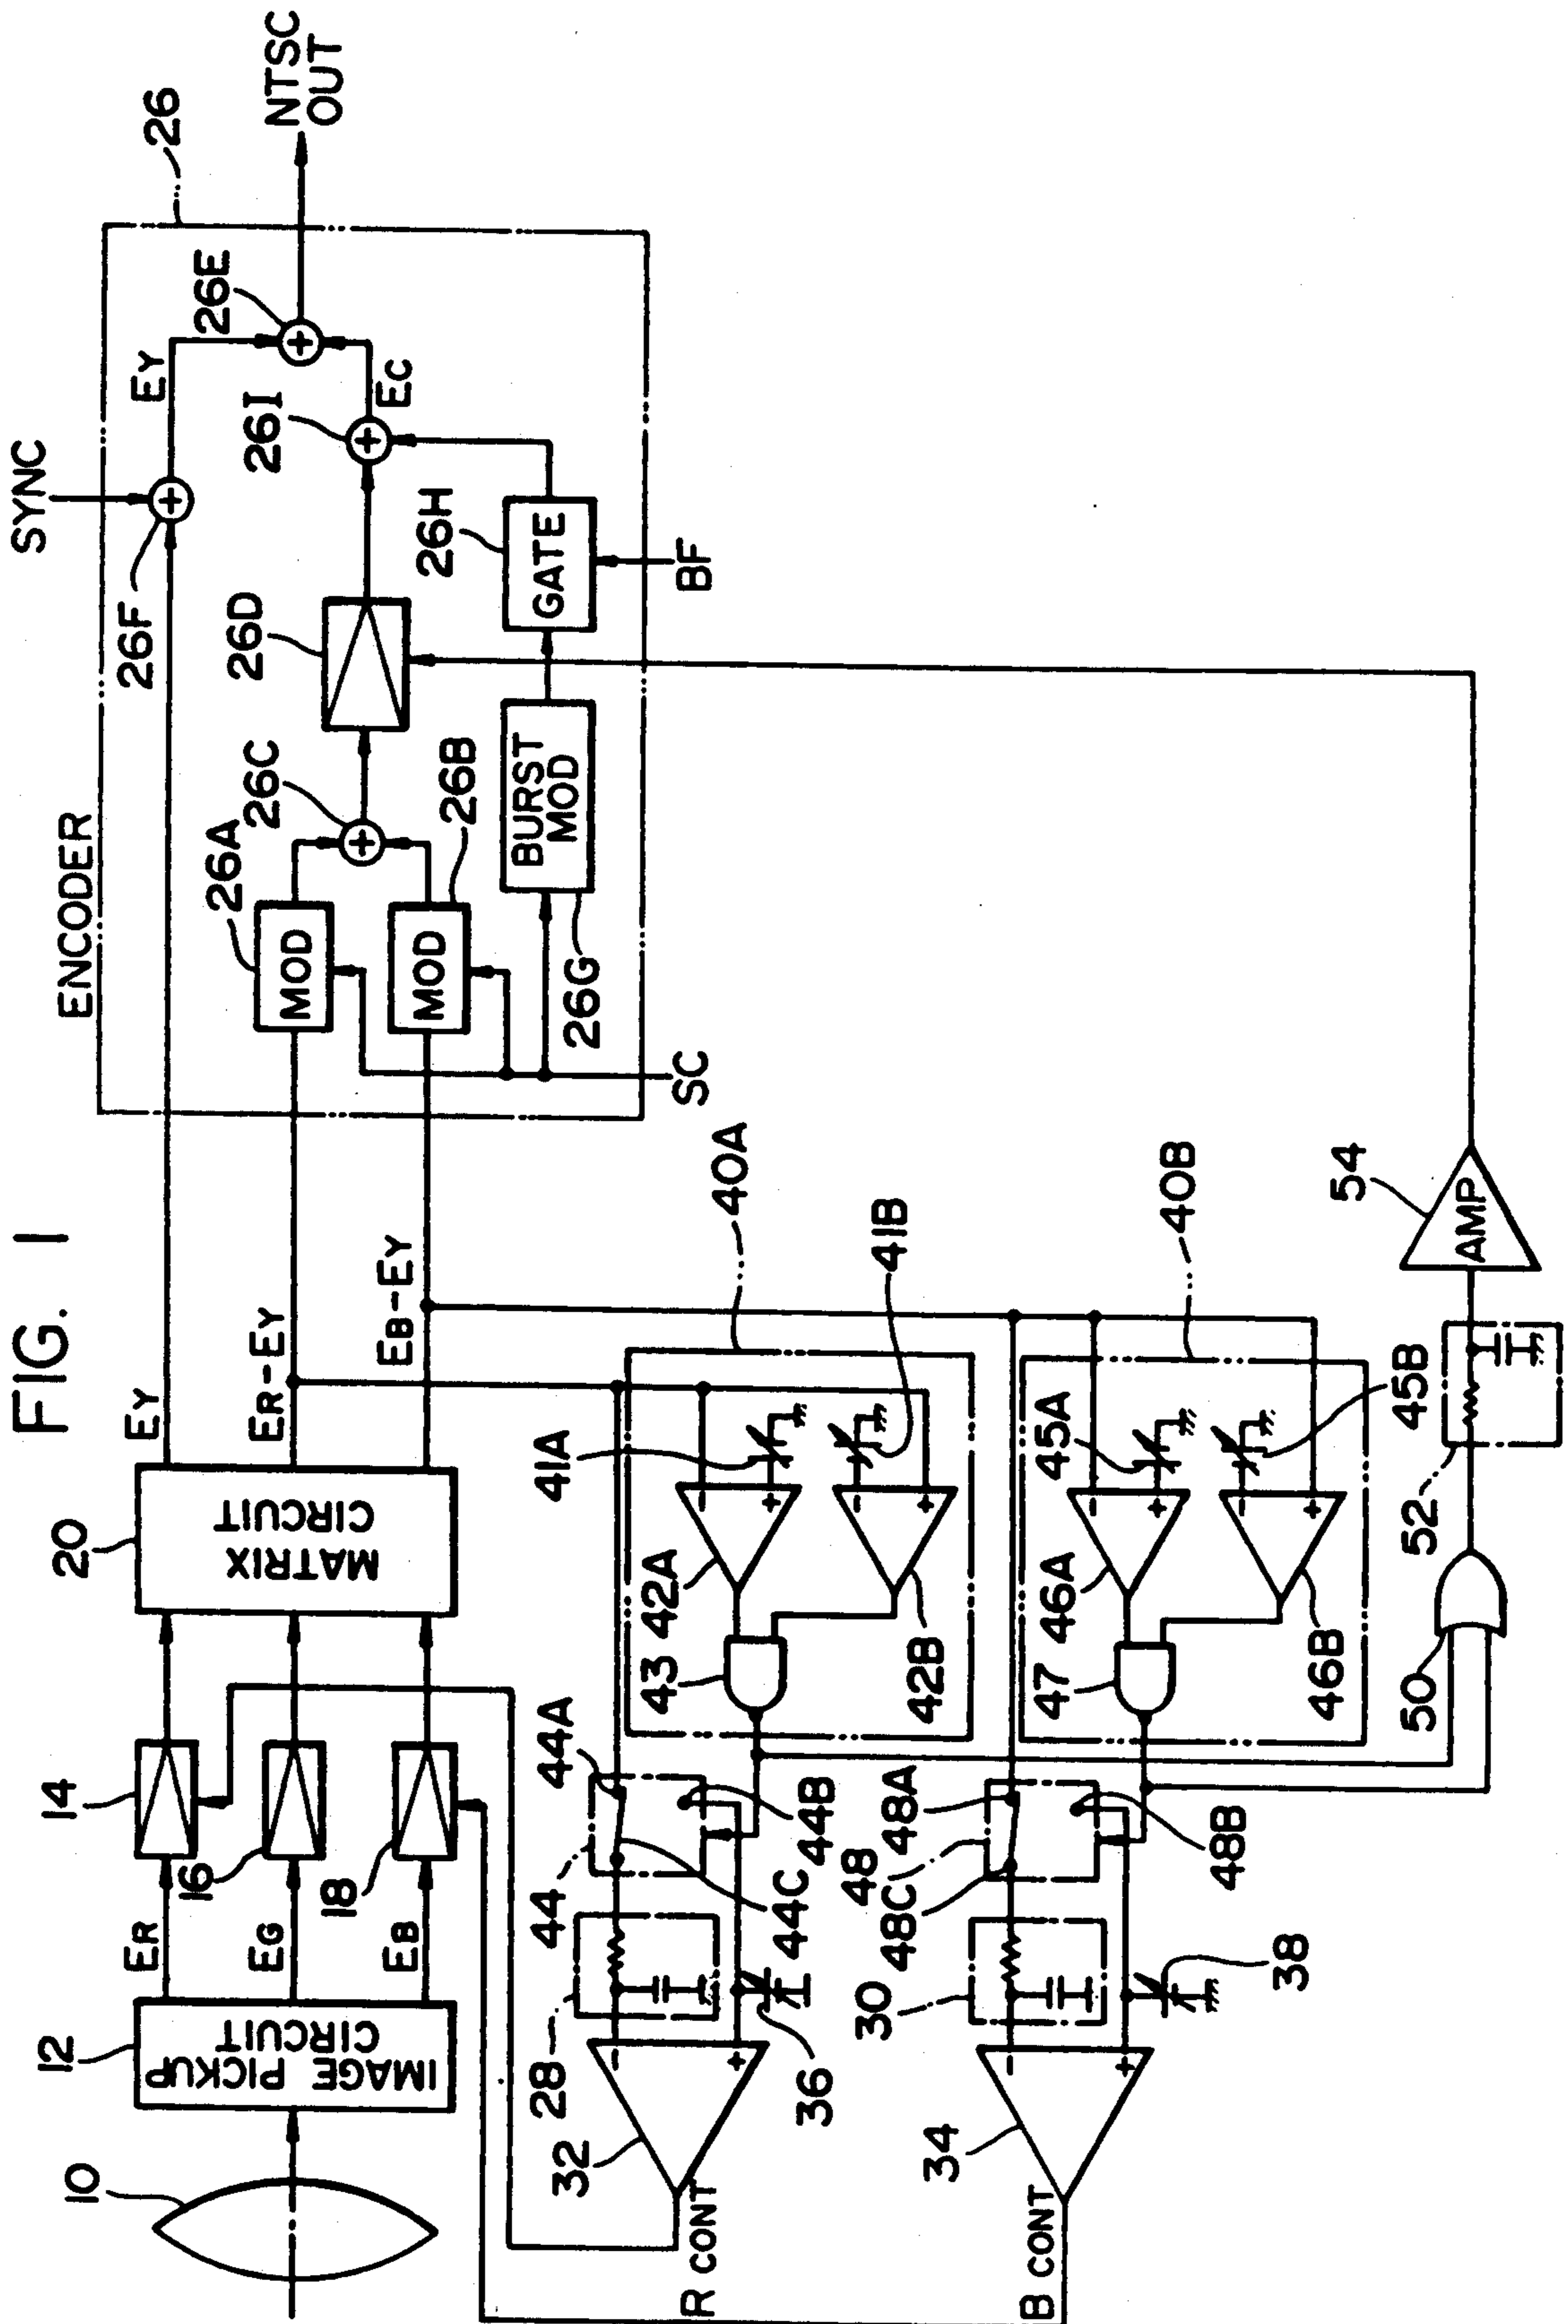 FIG. 1
10
12
IMAGE PICKUP
CIRCUIT
ER
EG
EB
14
16
18
20
MATRIX
CIRCUIT
EY
ER-EY
EB-EY
ENCODER
26
SYNC
26F
EY
26E
NTSC
OUT
26A
MOD
26C
26D
26I
EC
MOD
26B
BURST
MOD
26G
26H
GATE
BF
SC
R CONT
32
-
+
28
36
44
44A
44B
44C
43
42A
-
+
41A
42B
-
+
41B
40A
B CONT
34
-
+
30
38
48
48A
48B
48C
47
46A
-
+
45A
46B
-
+
45B
40B
50
52
54
AMP